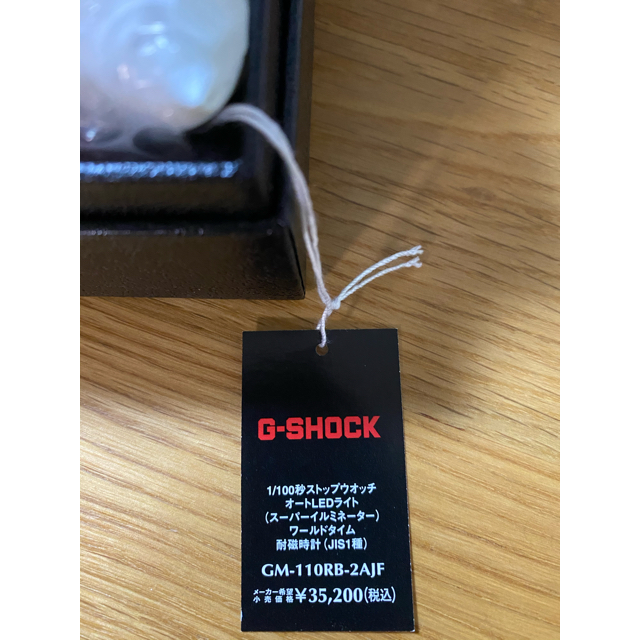 G-SHOCK
1/100秒ストップウオッチ
オートLEDライト
(スーパーイルミネーター)
ワールドタイム
耐磁時計(JIS1種)
GM-110RB-2AJF
メーカー希望小売価格 ¥35,200(税込)